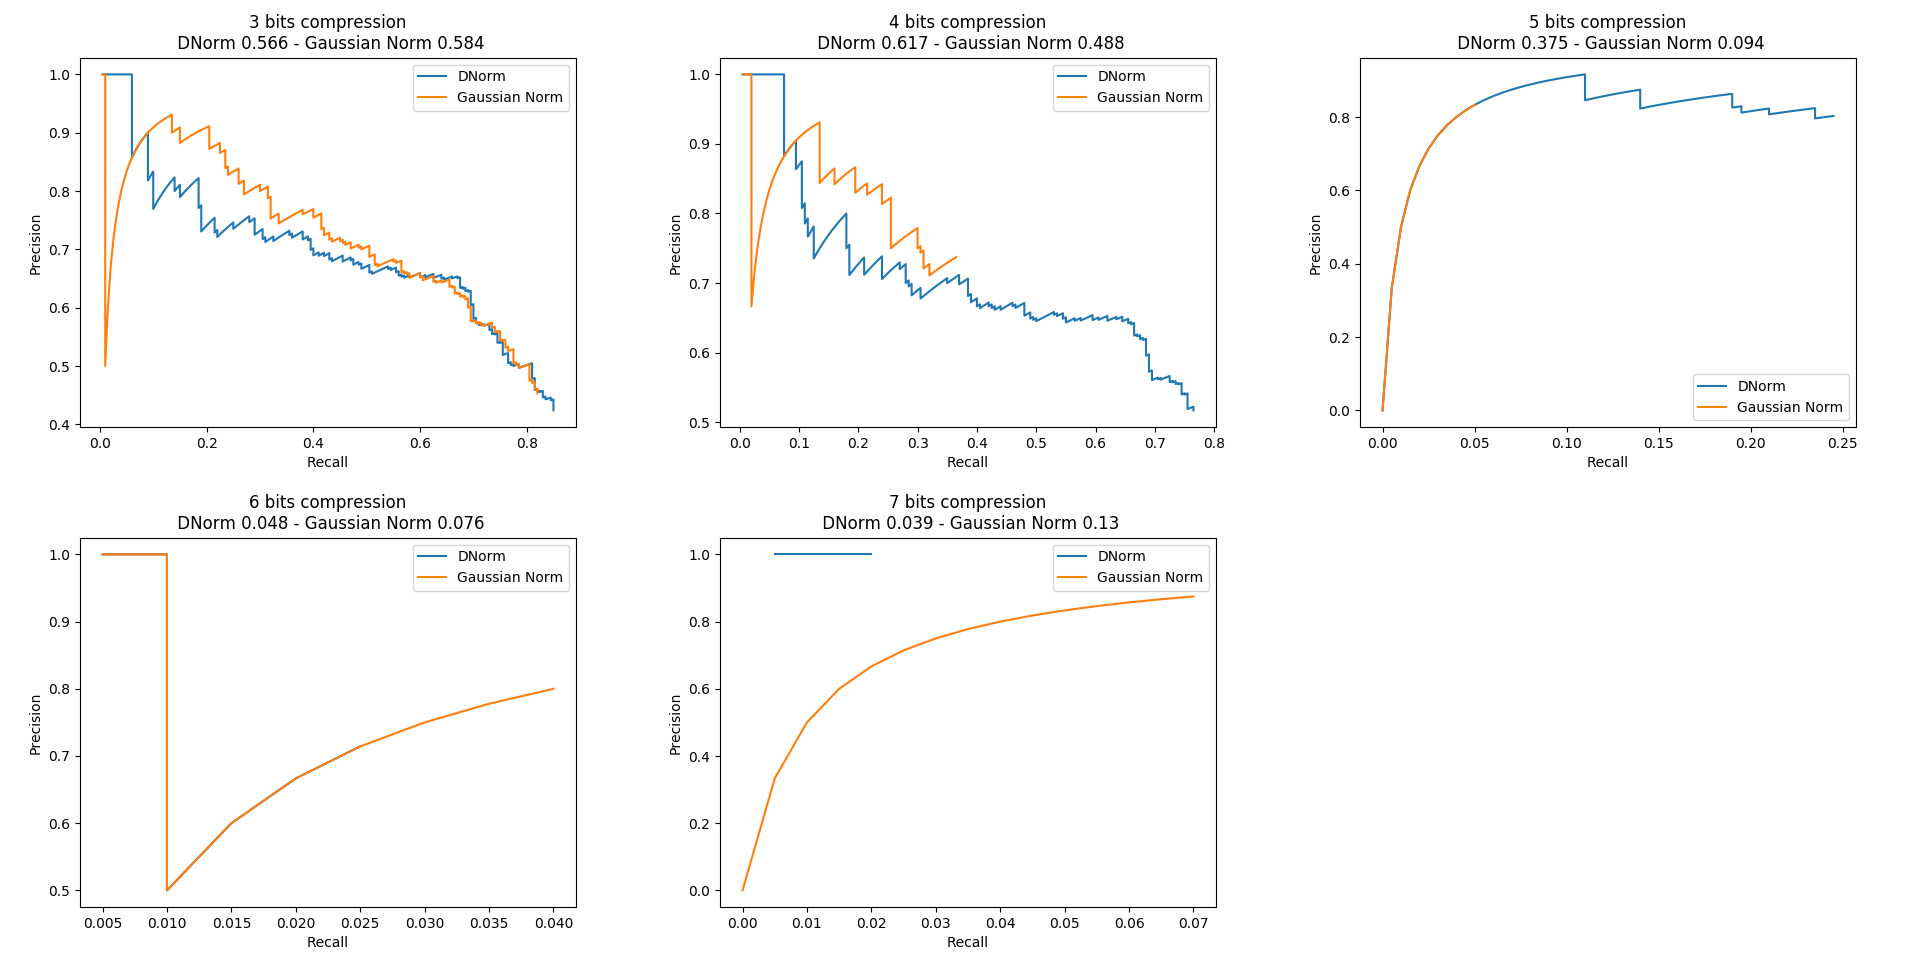 3 bits compression
DNorm 0.566 - Gaussian Norm 0.584
1.0
0.9
0.8
0.7
0.6
0.5
0.4
Precision
DNorm
Gaussian Norm
0.0 0.2 0.4 0.6 0.8
Recall
4 bits compression
DNorm 0.617 - Gaussian Norm 0.488
1.0
0.9
0.8
0.7
0.6
0.5
Precision
DNorm
Gaussian Norm
0.0 0.1 0.2 0.3 0.4 0.5 0.6 0.7 0.8
Recall
5 bits compression
DNorm 0.375 - Gaussian Norm 0.094
0.8
0.6
0.4
0.2
0.0
Precision
DNorm
Gaussian Norm
0.00 0.05 0.10 0.15 0.20 0.25
Recall
6 bits compression
DNorm 0.048 - Gaussian Norm 0.076
1.0
0.9
0.8
0.7
0.6
0.5
Precision
DNorm
Gaussian Norm
0.005 0.010 0.015 0.020 0.025 0.030 0.035 0.040
Recall
7 bits compression
DNorm 0.039 - Gaussian Norm 0.13
1.0
0.8
0.6
0.4
0.2
0.0
Precision
DNorm
Gaussian Norm
0.00 0.01 0.02 0.03 0.04 0.05 0.06 0.07
Recall